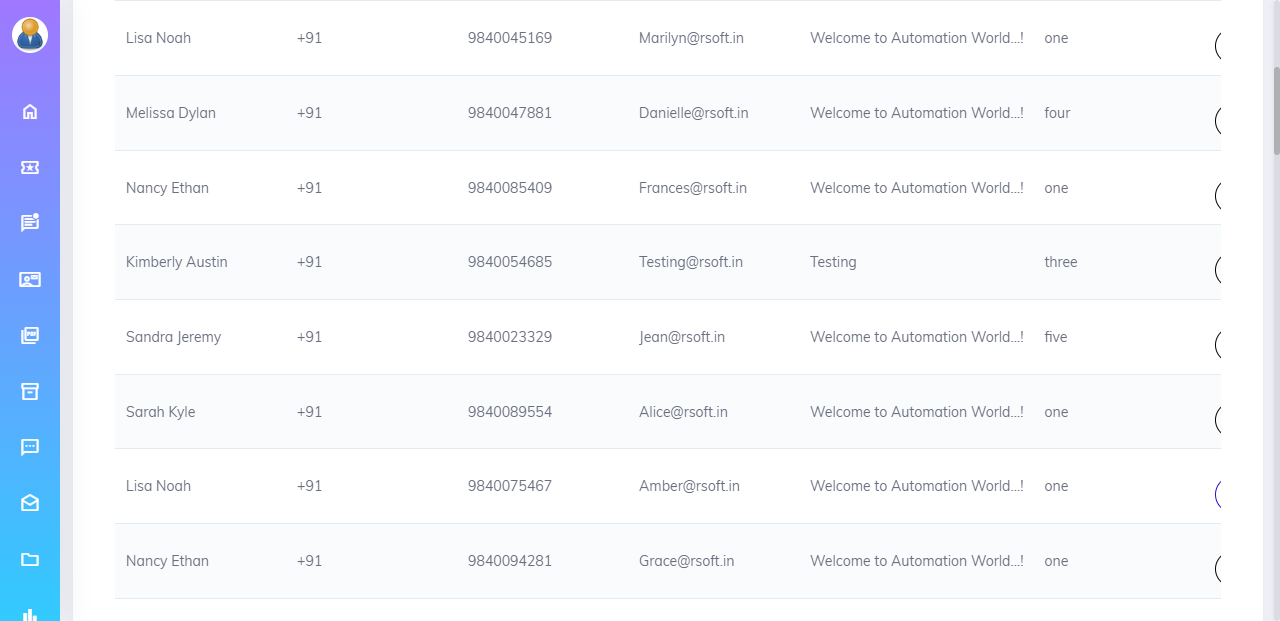 Lisa Noah +91 9840045169 Marilyn@rsoft.in Welcome to Automation World...! one
Melissa Dylan +91 9840047881 Danielle@rsoft.in Welcome to Automation World...! four
Nancy Ethan +91 9840085409 Frances@rsoft.in Welcome to Automation World...! one
Kimberly Austin +91 9840054685 Testing@rsoft.in Testing three
Sandra Jeremy +91 9840023329 Jean@rsoft.in Welcome to Automation World...! five
Sarah Kyle +91 9840089554 Alice@rsoft.in Welcome to Automation World...! one
Lisa Noah +91 9840075467 Amber@rsoft.in Welcome to Automation World...! one
Nancy Ethan +91 9840094281 Grace@rsoft.in Welcome to Automation World...! one